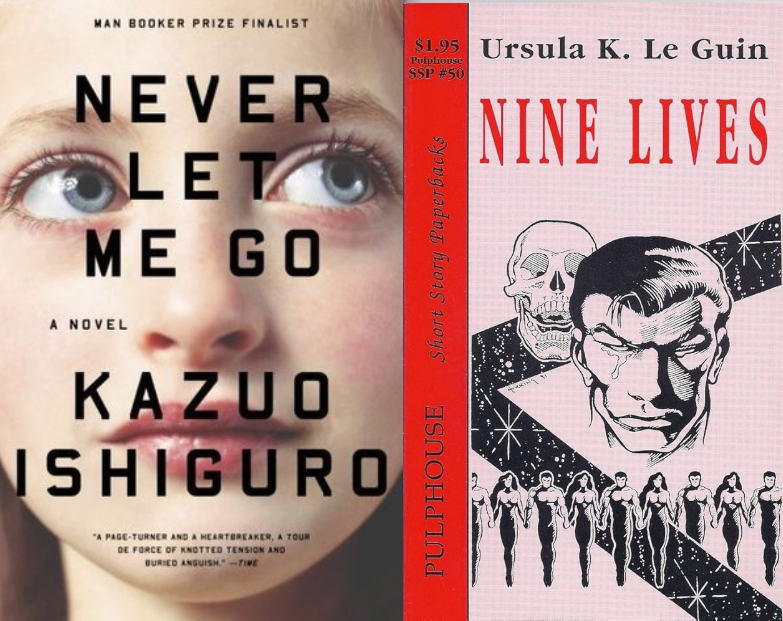 MAN BOOKER PRIZE FINALIST
NEVER
LET
ME GO
A NOVEL
KAZUO
ISHIGURO
"A PAGE-TURNER AND A HEARTBREAKER, A TOUR
DE FORCE OF KNOTTED TENSION AND
BURIED ANGUISH." —TIME
$1.95
Pulphouse
SSP #50
Short Story Paperbacks
PULPHOUSE
Ursula K. Le Guin
NINE LIVES